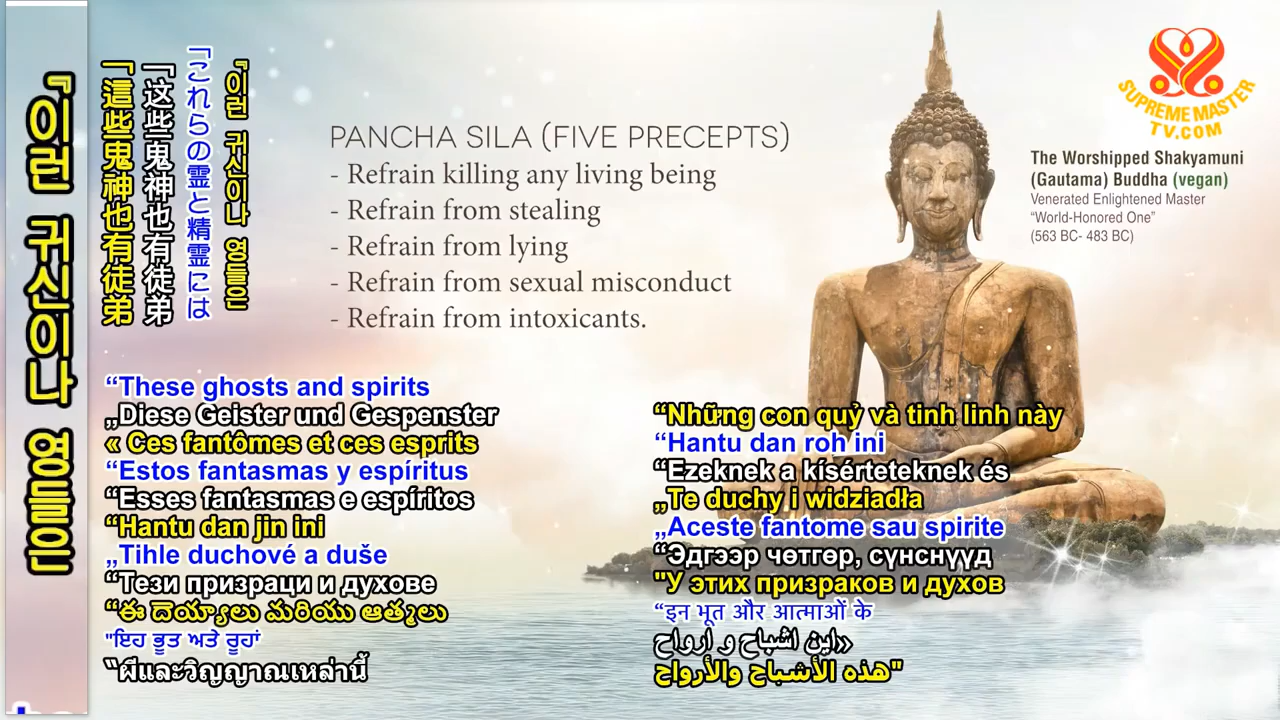 『이런 귀신이나 영들은
「這些鬼神也有徒弟
「这些鬼神也有徒弟
「これらの霊と精霊には
『이런 귀신이나 영들은
PANCHA SILA (FIVE PRECEPTS)
- Refrain killing any living being
- Refrain from stealing
- Refrain from lying
- Refrain from sexual misconduct
- Refrain from intoxicants.
SUPREME MASTER
TV.COM
The Worshipped Shakyamuni
(Gautama) Buddha (vegan)
Venerated Enlightened Master
“World-Honored One”
(563 BC- 483 BC)
“These ghosts and spirits
„Diese Geister und Gespenster
« Ces fantômes et ces esprits
“Estos fantasmas y espíritus
“Esses fantasmas e espíritos
“Hantu dan jin ini
„Tihle duchové a duše
“Тези призраци и духове
“ఈ దెయ్యాలు మరియు ఆత్మలు
"ਇਹ ਭੂਤ ਅਤੇ ਰੂਹਾਂ
“ผีและวิญญาณเหล่านี้
“Những con quỷ và tinh linh này
“Hantu dan roh ini
“Ezeknek a kísérteteknek és
„Te duchy i widziadła
„Aceste fantome sau spirite
“Эдгээр чөтгөр, сүнснүүд
"У этих призраков и духов
“इन भूत और आत्माओं के
«این اشباح و ارواح
"هذه الأشباح والأرواح